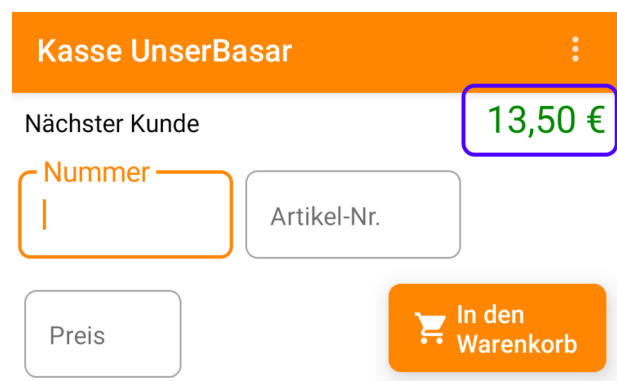 Kasse UnserBasar
Nächster Kunde
13,50 €
Nummer
Artikel-Nr.
Preis
In den
Warenkorb